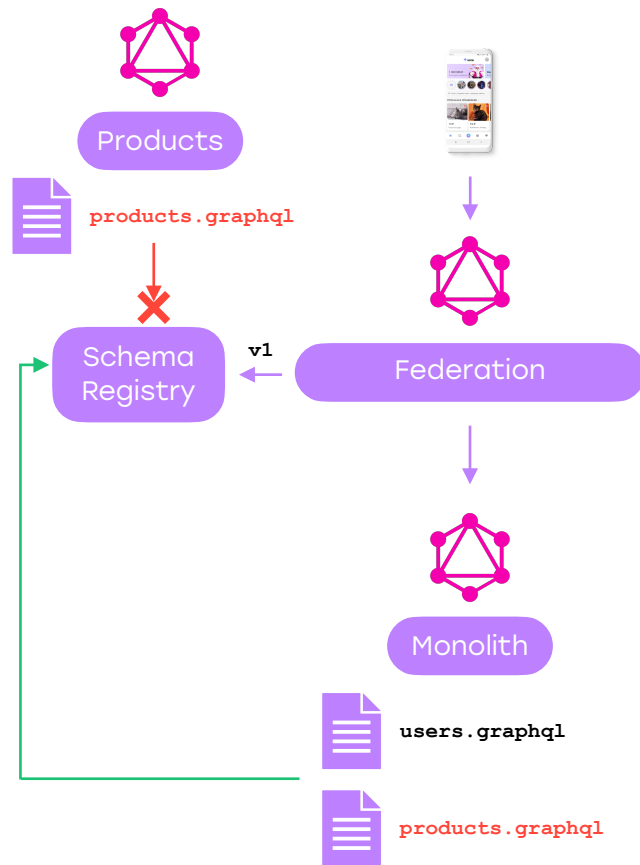 Products
products.graphql
Schema
Registry
v1
Federation
Monolith
users.graphql
products.graphql